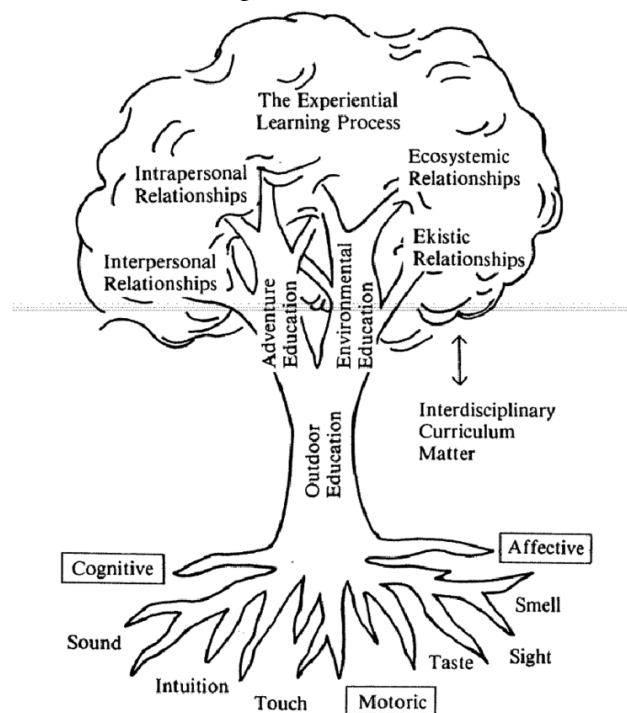 The Experiential
Learning Process
Intrapersonal
Relationships
Ecosystemic
Relationships
Interpersonal
Relationships
Ekistic
Relationships
Adventure
Education
Environmental
Education
Interdisciplinary
Curriculum
Matter
Outdoor
Education
Cognitive
Affective
Sound
Smell
Intuition
Taste
Sight
Touch
Motoric